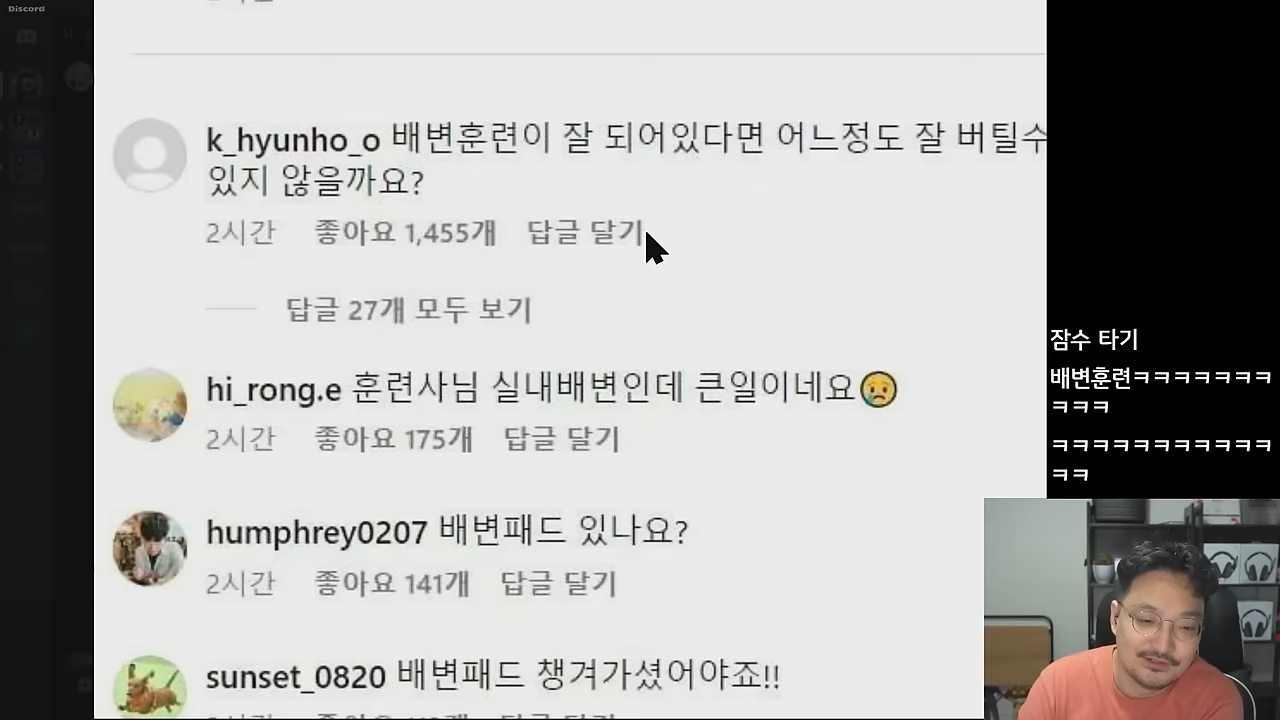 Discord
k_hyunho_o 배변훈련이 잘 되어있다면 어느정도 잘 버틸수
있지 않을까요?
2시간 좋아요 1,455개 답글 달기
답글 27개 모두 보기
hi_rong.e 훈련사님 실내배변인데 큰일이네요😢
2시간 좋아요 175개 답글 달기
humphrey0207 배변패드 있나요?
2시간 좋아요 141개 답글 달기
sunset_0820 배변패드 챙겨가셨어야죠!!
잠수 타기
배변훈련ㅋㅋㅋㅋㅋㅋㅋ
ㅋㅋㅋ
ㅋㅋㅋㅋㅋㅋㅋㅋㅋㅋㅋ
ㅋㅋ